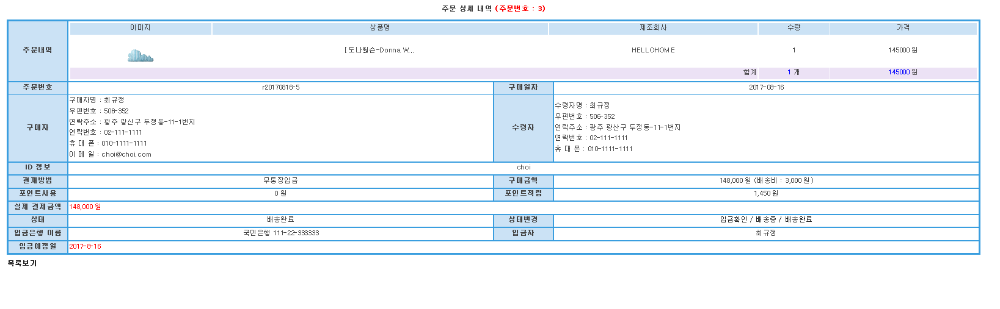 주문 상세 내역 (주문번호 : 3)
이미지 상품명 제조회사 수량 가격
주문내역 [도나윌슨-Donna W... HELLOHOME 1 145000 원
합계 1 개 145000 원
주문번호 r20170816-5 구매일자 2017-08-16
구매자
구매자명 : 최규정
우편번호 : 506-352
연락주소 : 광주 광산구 두정동-11-1번지
연락번호 : 02-111-1111
휴 대 폰 : 010-1111-1111
이 메 일 : choi@choi.com
수령자
수령자명 : 최규정
우편번호 : 506-352
연락주소 : 광주 광산구 두정동-11-1번지
연락번호 : 02-111-1111
휴 대 폰 : 010-1111-1111
ID 정보 choi
결재방법 무통장입금 구매금액 148,000 원 (배송비 : 3,000 원)
포인트사용 0 원 포인트적립 1,450 원
실제 결제금액 148,000 원
상태 배송완료 상태변경 입금확인 / 배송중 / 배송완료
입금은행 이름 국민은행 111-22-333333 입금자 최규정
입금예정일 2017-8-16
목록보기